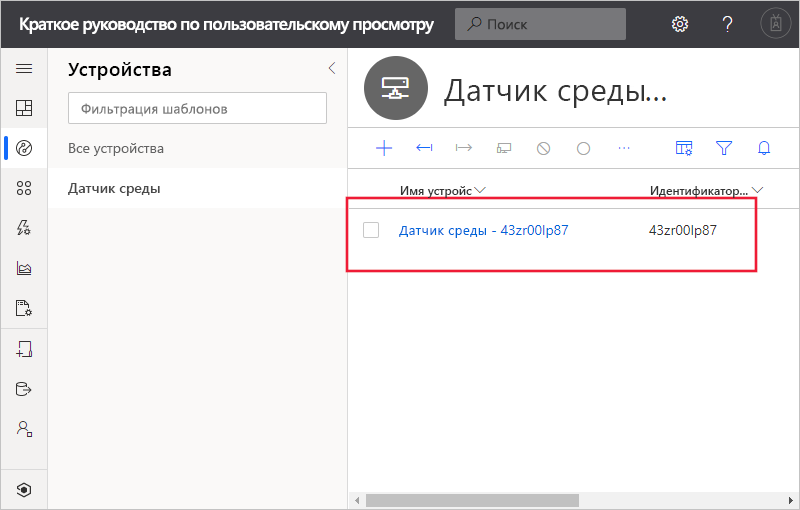 Краткое руководство по пользовательскому просмотру
Поиск
?
Устройства
Фильтрация шаблонов
Все устройства
Датчик среды
Датчик среды...
Имя устройс
Идентификатор...
Датчик среды - 43zr00lp87
43zr00lp87